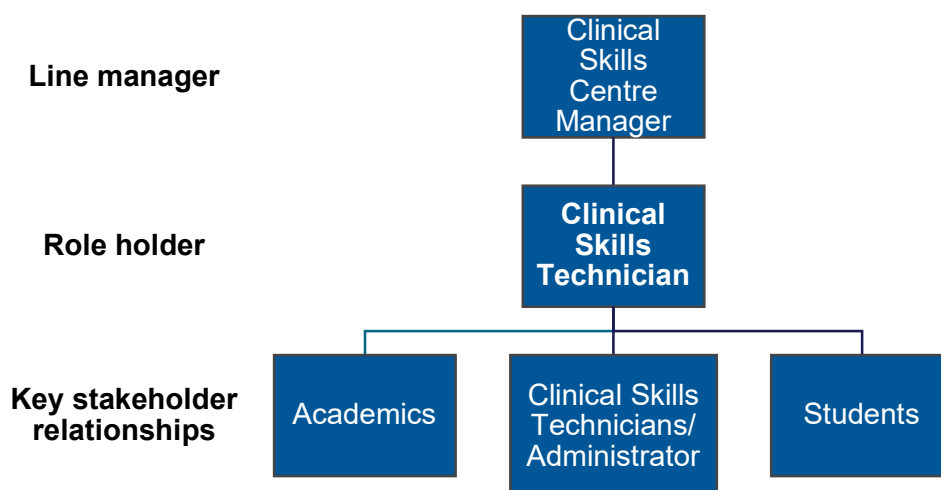 Line manager
Clinical
Skills
Centre
Manager
Role holder
Clinical
Skills
Technician
Key stakeholder
relationships
Academics
Clinical Skills
Technicians/
Administrator
Students